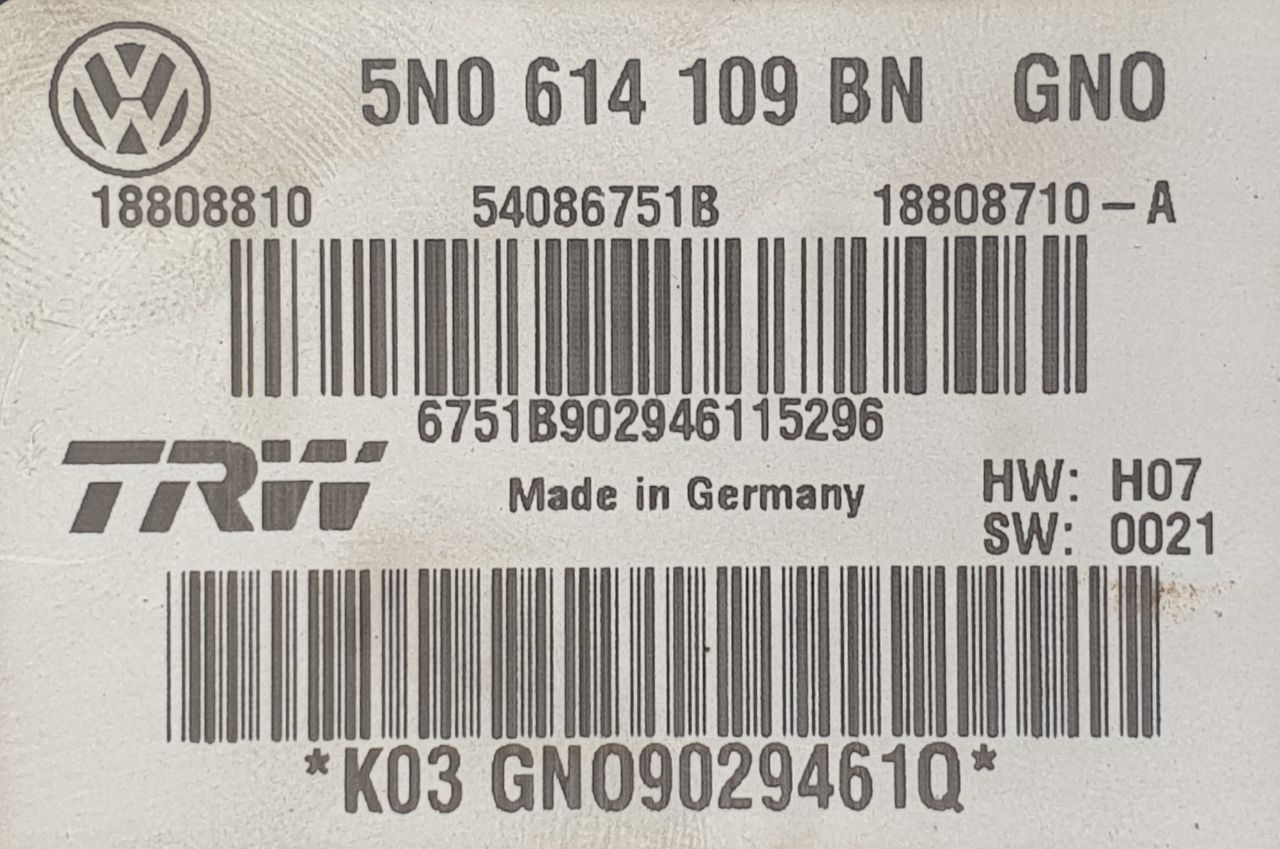 5N0 614 109 BN GNO
18808810 54086751B 18808710-A
6751B902946115296
TRW
Made in Germany
HW: H07
SW: 0021
*K03 GNO9029461Q*